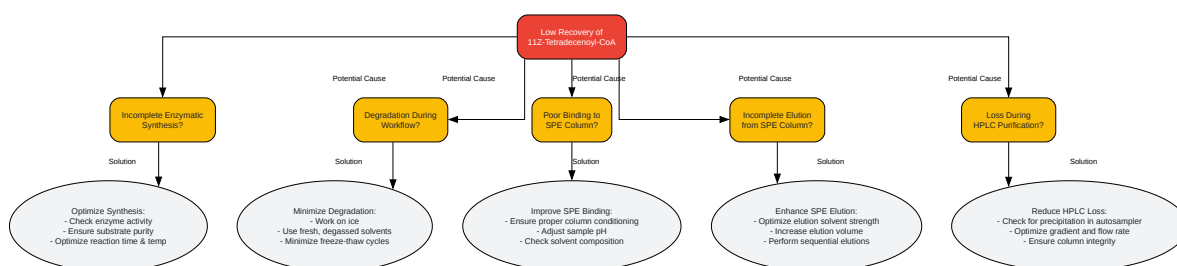 Low Recovery of
11Z-Tetradecenoyl-CoA
Potential Cause
Potential Cause
Potential Cause
Potential Cause
Potential Cause
Incomplete Enzymatic
Synthesis?
Degradation During
Workflow?
Poor Binding to
SPE Column?
Incomplete Elution
from SPE Column?
Loss During
HPLC Purification?
Solution
Solution
Solution
Solution
Solution
Optimize Synthesis:
- Check enzyme activity
- Ensure substrate purity
- Optimize reaction time & temp
Minimize Degradation:
- Work on ice
- Use fresh, degassed solvents
- Minimize freeze-thaw cycles
Improve SPE Binding:
- Ensure proper column conditioning
- Adjust sample pH
- Check solvent composition
Enhance SPE Elution:
- Optimize elution solvent strength
- Increase elution volume
- Perform sequential elutions
Reduce HPLC Loss:
- Check for precipitation in autosampler
- Optimize gradient and flow rate
- Ensure column integrity